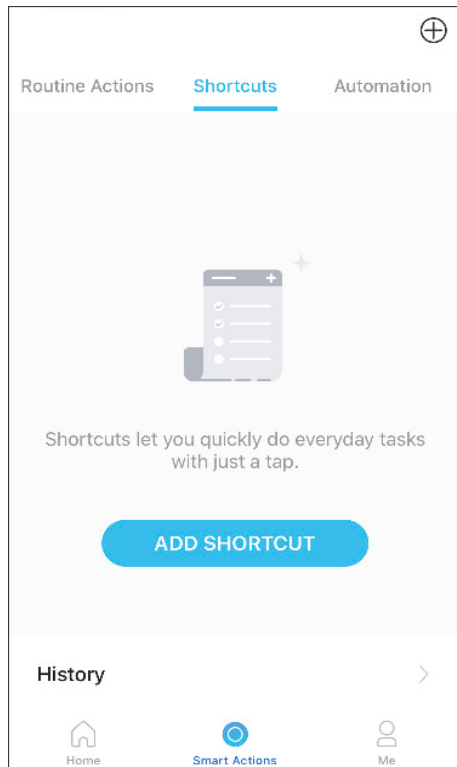 Routine Actions Shortcuts Automation
Shortcuts let you quickly do everyday tasks
with just a tap.
ADD SHORTCUT
History
Home Smart Actions Me